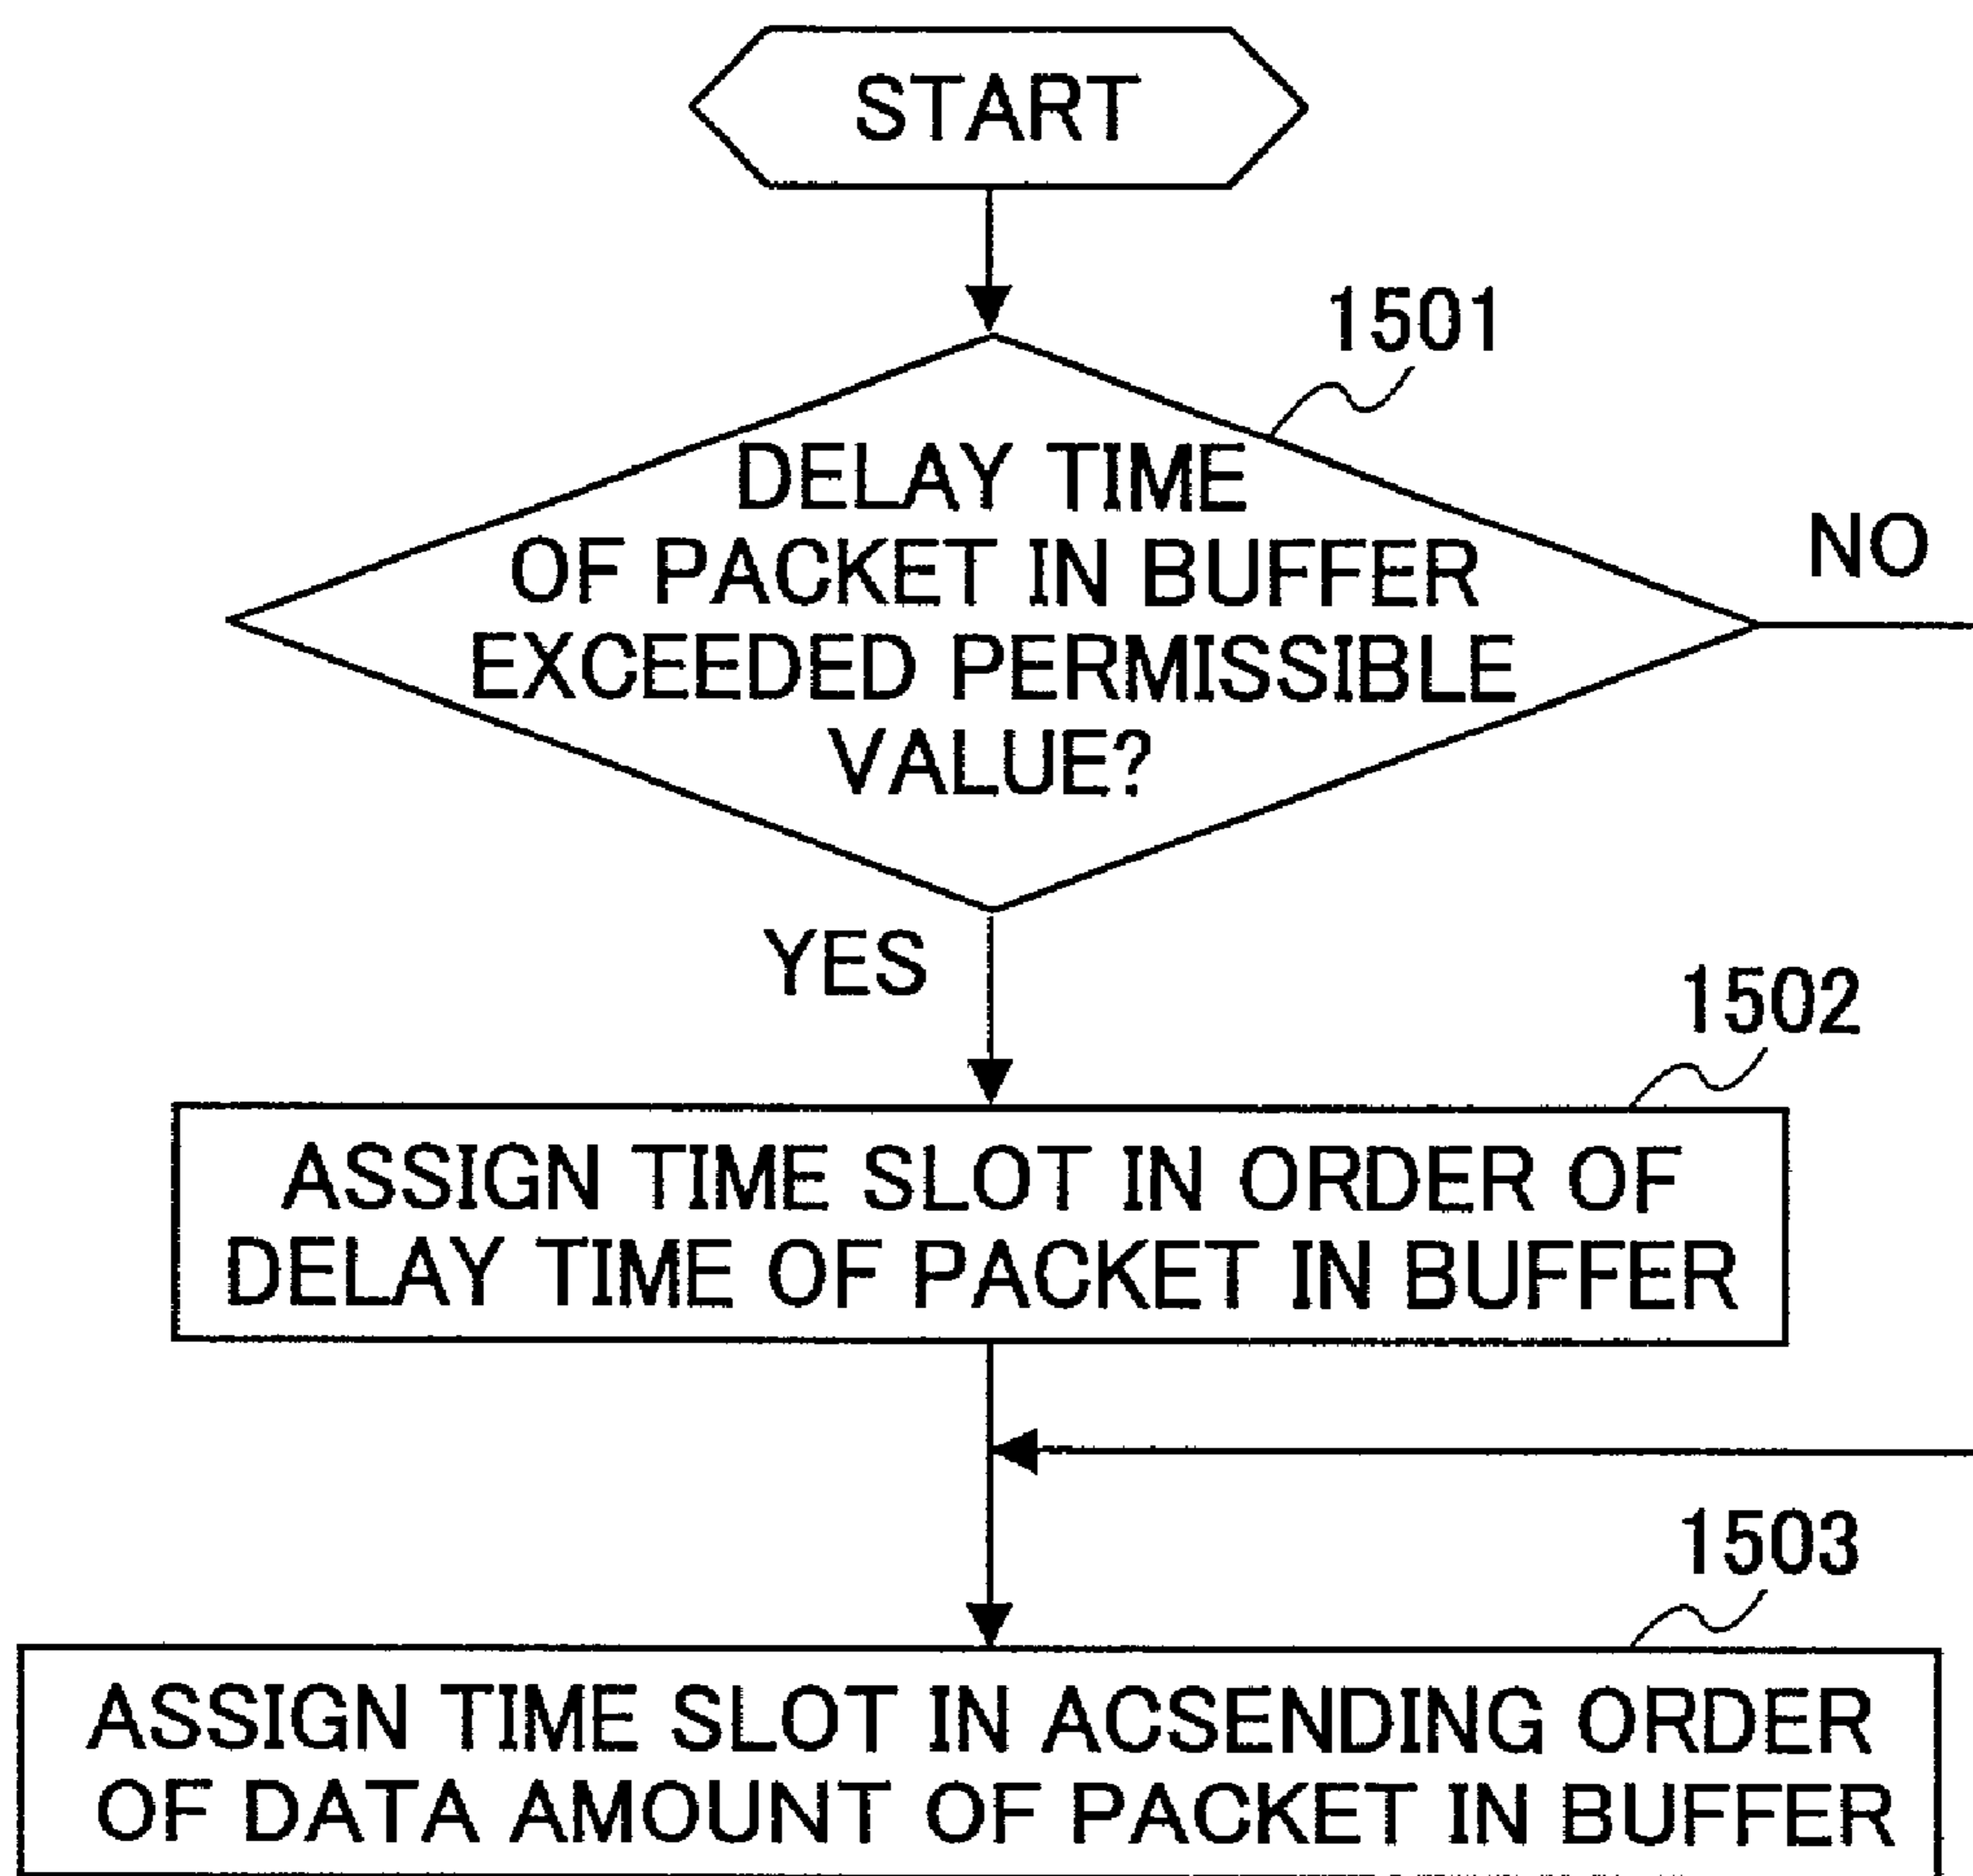 START
1501
DELAY TIME
OF PACKET IN BUFFER
EXCEEDED PERMISSIBLE
VALUE?
NO
YES
1502
ASSIGN TIME SLOT IN ORDER OF
DELAY TIME OF PACKET IN BUFFER
1503
ASSIGN TIME SLOT IN ACSENDING ORDER
OF DATA AMOUNT OF PACKET IN BUFFER